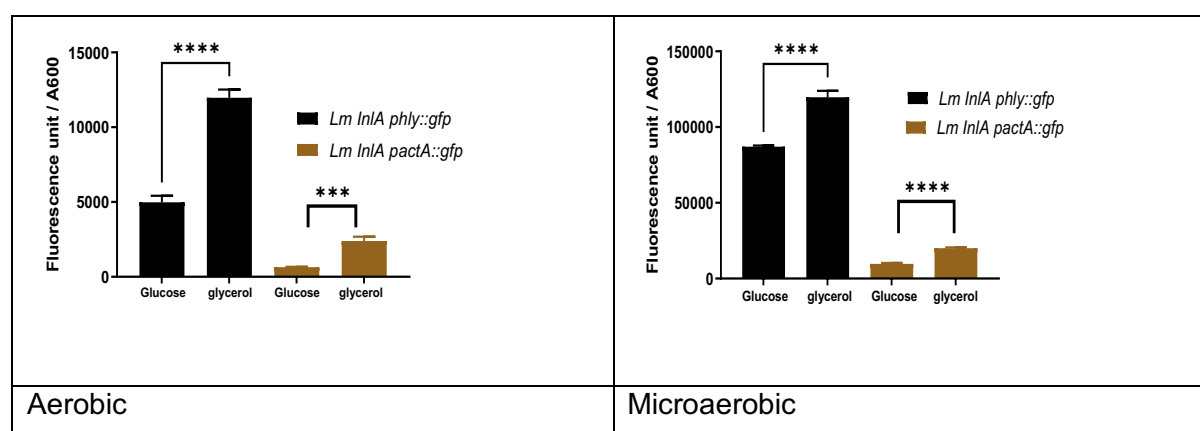 15000
10000
5000
0
Fluorescence unit / A600
****
***
Glucose glycerol Glucose glycerol
Lm InlA phly::gfp
Lm InlA pactA::gfp
150000
100000
50000
0
Fluorescence unit / A600
****
****
Glucose glycerol Glucose glycerol
Lm InlA phly::gfp
Lm InlA pactA::gfp
Aerobic
Microaerobic